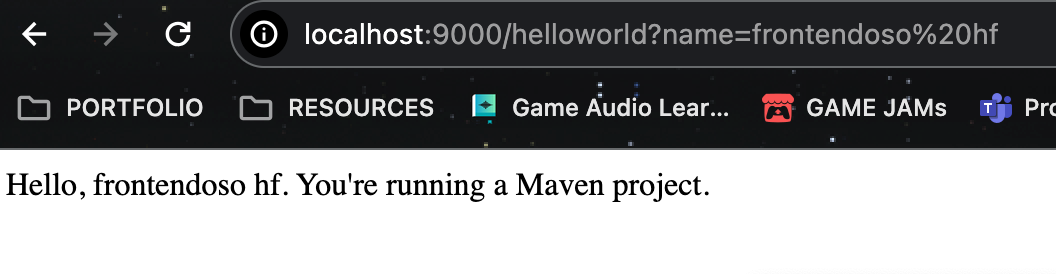 localhost:9000/helloworld?name=frontendoso%20hf
PORTFOLIO RESOURCES Game Audio Lear... GAME JAMs Pro
Hello, frontendoso hf. You're running a Maven project.